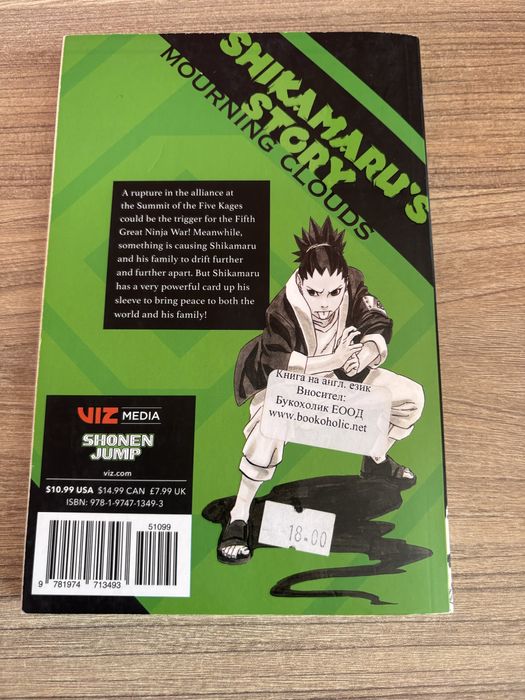 SHIKAMARU'S
STORY
MOURNING CLOUDS
A rupture in the alliance at
the Summit of the Five Kages
could be the trigger for the Fifth
Great Ninja War! Meanwhile,
something is causing Shikamaru
and his family to drift further
and further apart. But Shikamaru
has a very powerful card up his
sleeve to bring peace to both the
world and his family!
Книга на англ. език
Вносител:
Букохолик ЕООД
www.bookoholic.net
VIZ MEDIA
SHONEN
JUMP
viz.com
$10.99 USA $14.99 CAN £7.99 UK
ISBN: 978-1-9747-1349-3
51099
9 781974 713493
18.00